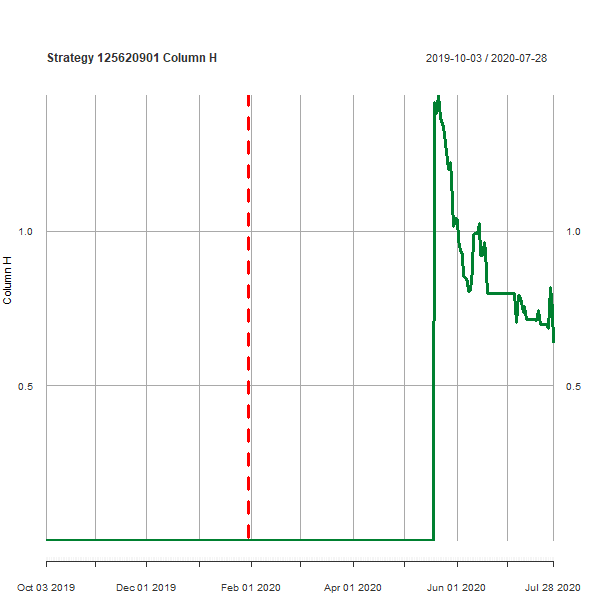 Strategy 125620901 Column H
2019-10-03 / 2020-07-28
1.0
1.0
Column H
0.5
0.5
Oct 03 2019
Dec 01 2019
Feb 01 2020
Apr 01 2020
Jun 01 2020
Jul 28 2020